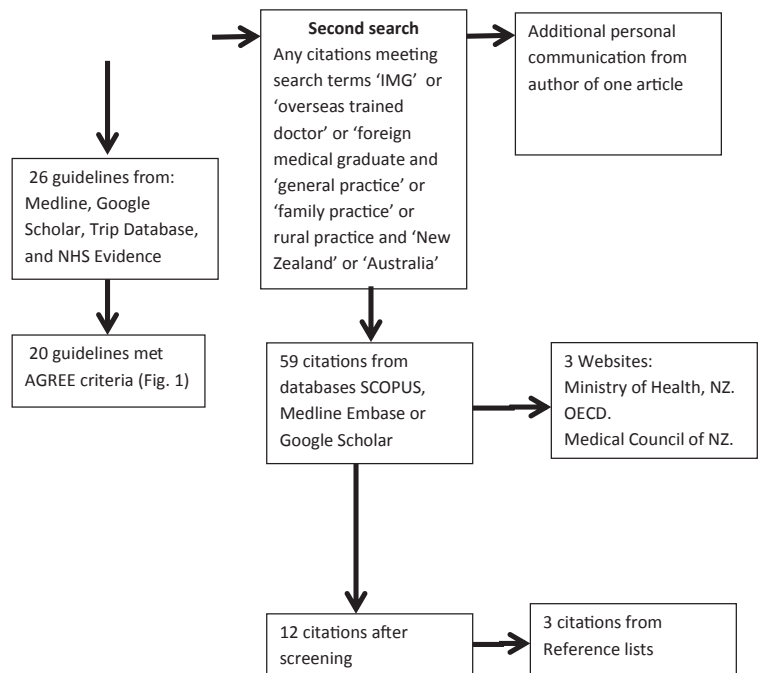 Second search
Any citations meeting
search terms ‘IMG’ or
‘overseas trained
doctor’ or ‘foreign
medical graduate and
‘general practice’ or
‘family practice’ or
rural practice and ‘New
Zealand’ or ‘Australia’
Additional personal
communication from
author of one article
26 guidelines from:
Medline, Google
Scholar, Trip Database,
and NHS Evidence
20 guidelines met
AGREE criteria (Fig. 1)
59 citations from
databases SCOPUS,
Medline Embase or
Google Scholar
3 Websites:
Ministry of Health, NZ.
OECD.
Medical Council of NZ.
12 citations after
screening
3 citations from
Reference lists